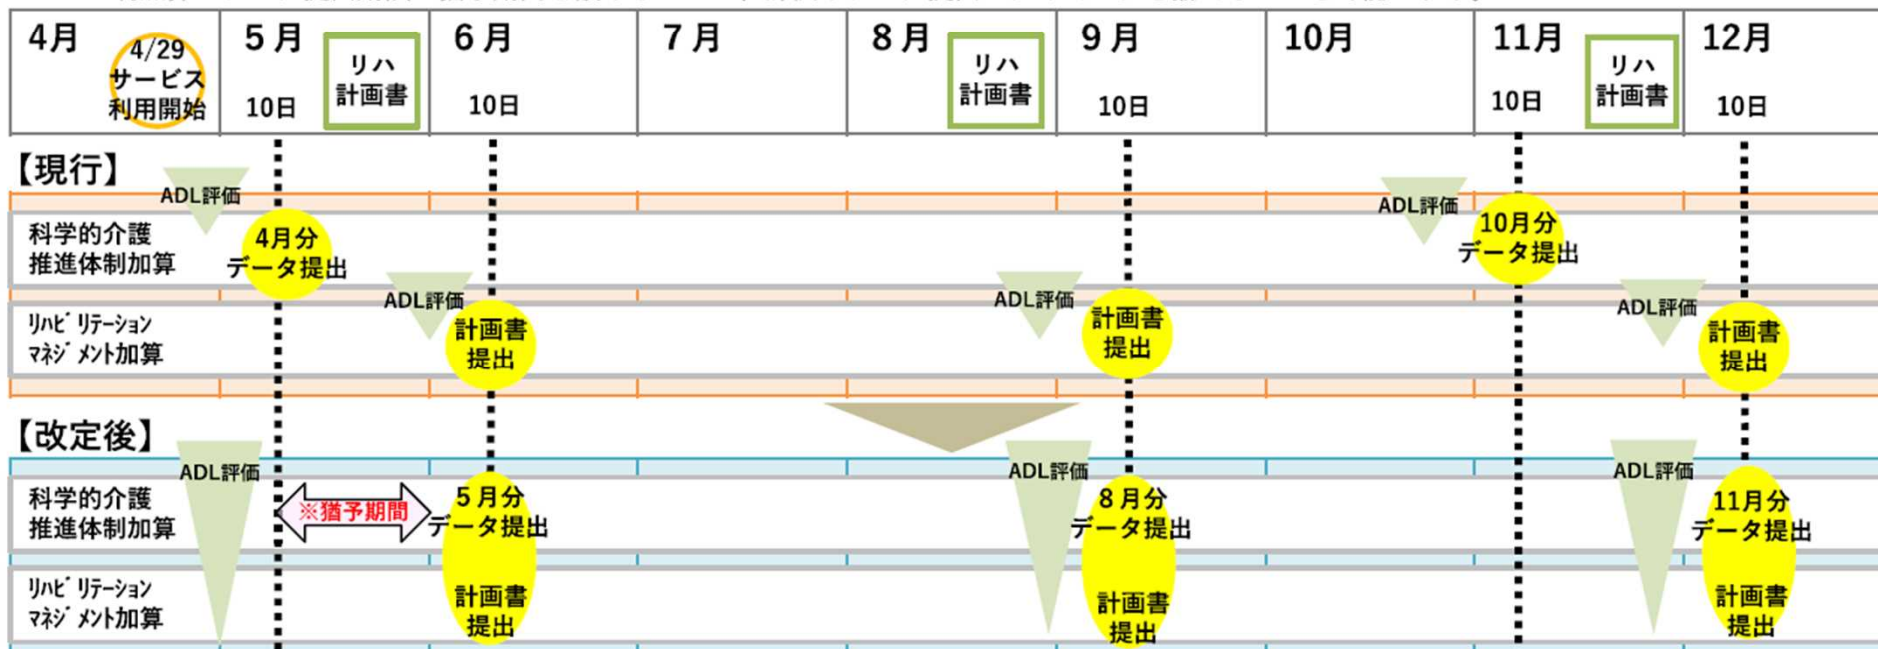 4月
4/29
サービス
利用開始
5月
10日
リハ
計画書
6月
10日
7月
8月
リハ
計画書
9月
10日
10月
11月
10日
リハ
計画書
12月
10日
【現行】
ADL評価
ADL評価
科学的介護
推進体制加算
4月分
データ提出
10月分
データ提出
ADL評価
ADL評価
ADL評価
リハビリテーション
マネジメント加算
計画書
提出
計画書
提出
計画書
提出
【改定後】
ADL評価
ADL評価
ADL評価
科学的介護
推進体制加算
※猶予期間
5月分
データ提出
8月分
データ提出
11月分
データ提出
リハビリテーション
マネジメント加算
計画書
提出
計画書
提出
計画書
提出